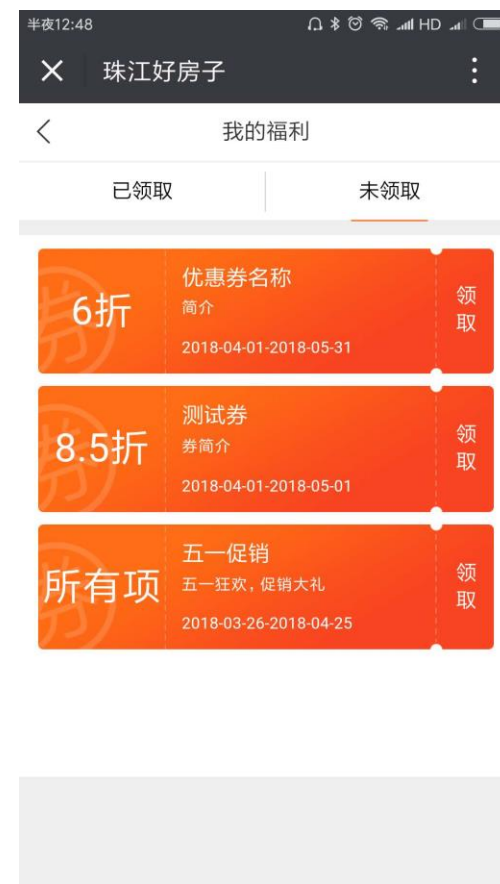 半夜12:48 HD
珠江好房子
我的福利
已领取 未领取
6折
优惠券名称
简介
2018-04-01-2018-05-31
领取
8.5折
测试券
券简介
2018-04-01-2018-05-01
领取
所有项
五一促销
五一狂欢，促销大礼
2018-03-26-2018-04-25
领取
券
券
券